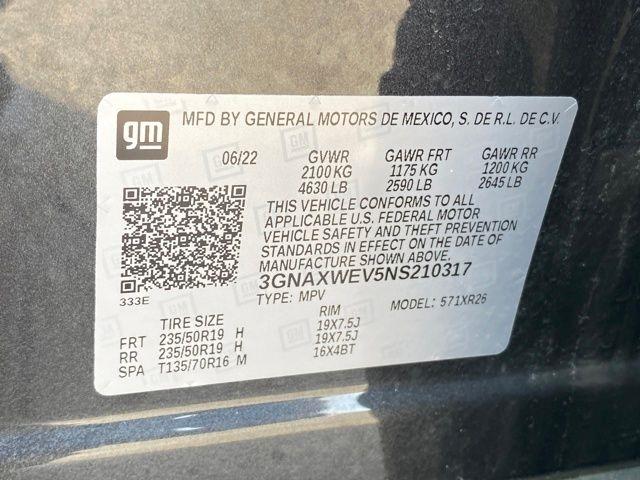 gm MFD BY GENERAL MOTORS DE MEXICO, S. DE R.L. DE C.V.
06/22 GVWR GAWR FRT GAWR RR
2100 KG 1175 KG 1200 KG
4630 LB 2590 LB 2645 LB
THIS VEHICLE CONFORMS TO ALL
APPLICABLE U.S. FEDERAL MOTOR
VEHICLE SAFETY AND THEFT PREVENTION
STANDARDS IN EFFECT ON THE DATE OF
MANUFACTURE SHOWN ABOVE.
3GNAXWEV5NS210317
333E TYPE: MPV MODEL: 571XR26
TIRE SIZE RIM
FRT 235/50R19 H 19X7.5J
RR 235/50R19 H 19X7.5J
SPA T135/70R16 M 16X4BT